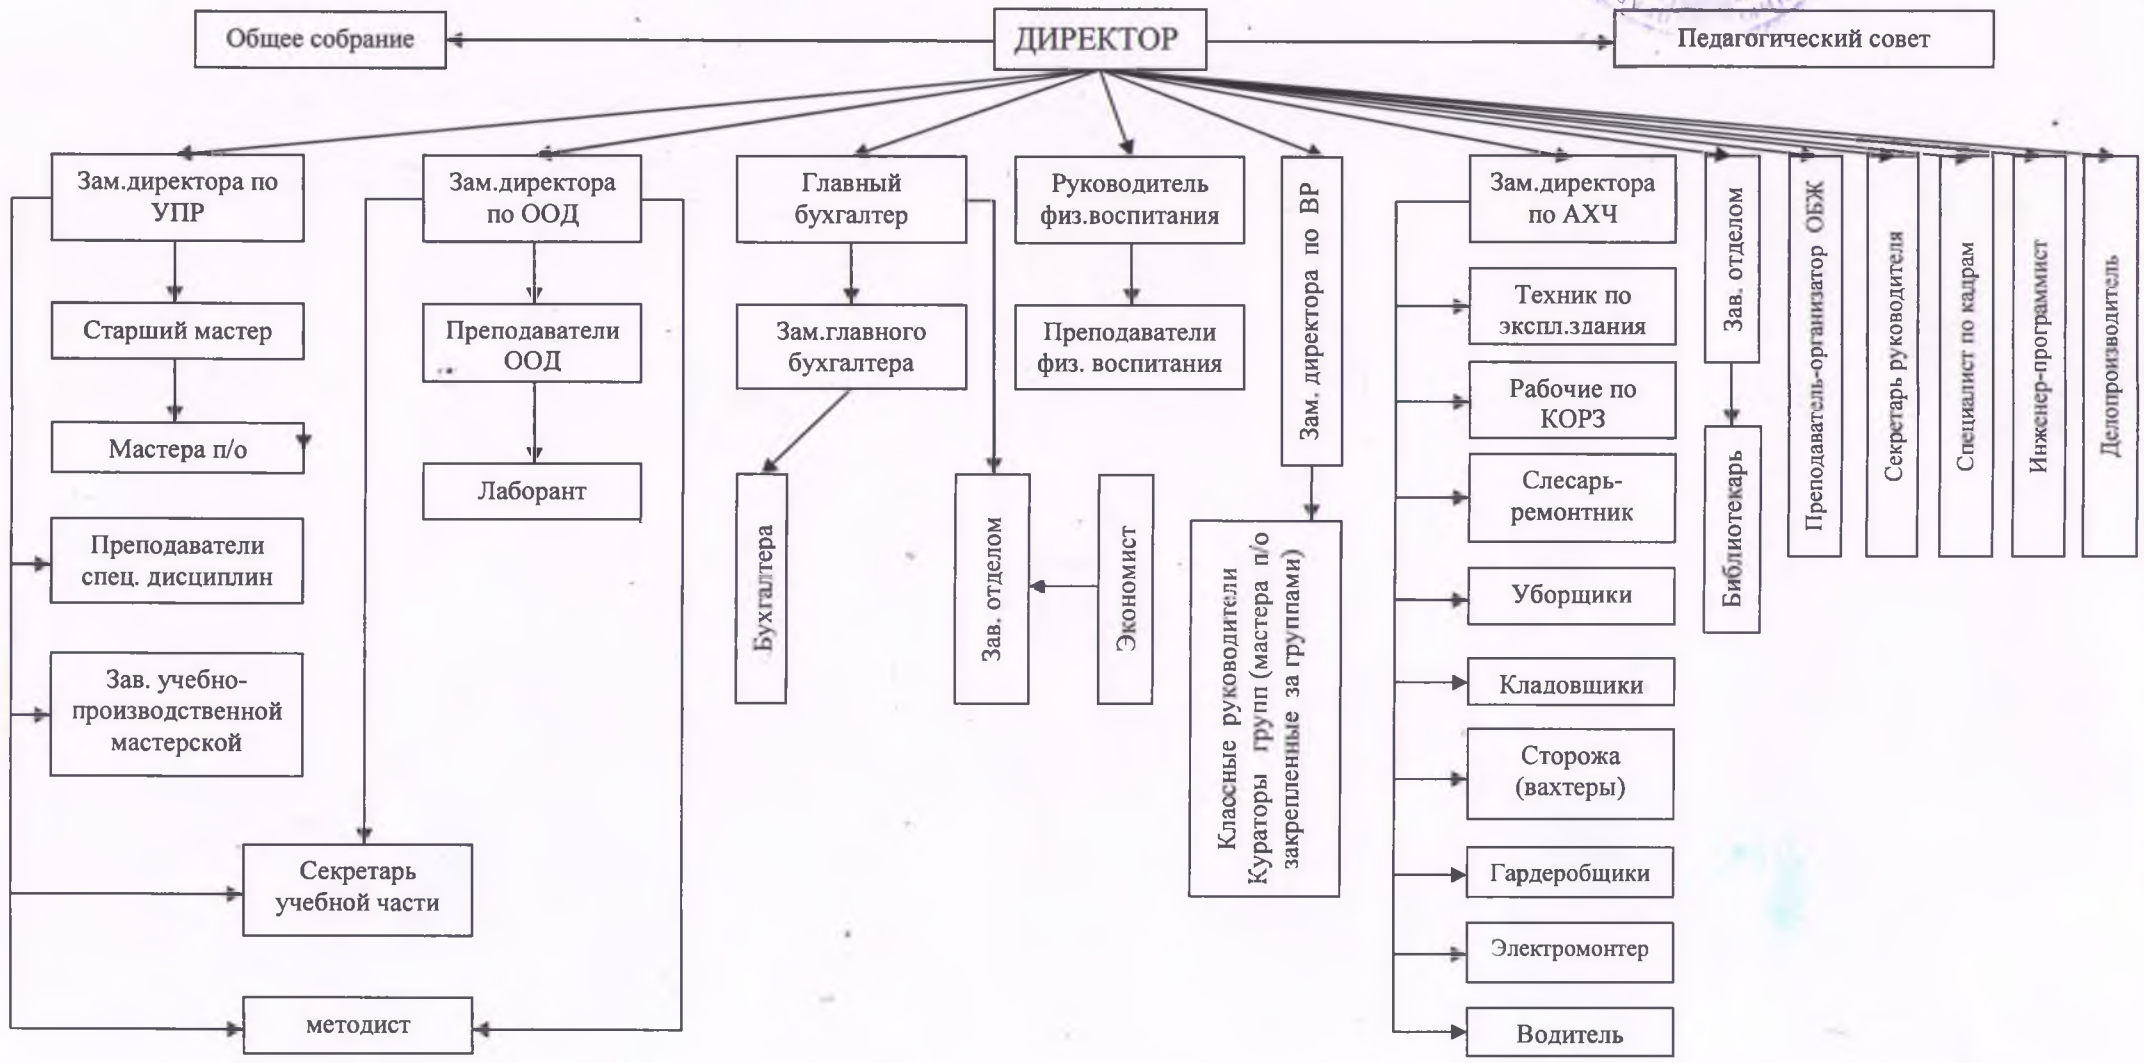 Общее собрание
ДИРЕКТОР
Педагогический совет
Зам.директора по
УПР
Зам.директора
по ООД
Главный
бухгалтер
Руководитель
физ.воспитания
Зам. директора по ВР
Зам.директора
по АХЧ
Зав. отделом
Преподаватель-организатор ОБЖ
Секретарь руководителя
Специалист по кадрам
Инженер-программист
Делопроизводитель
Старший мастер
Преподаватели
ООД
Зам.главного
бухгалтера
Преподаватели
физ. воспитания
Техник по
экспл.здания
Рабочие по
КОРЗ
Мастера п/о
Лаборант
Бухгалтера
Зав. отделом
Экономист
Классные руководители
Кураторы групп (мастера п/о
закрепленные за группами)
Слесарь-
ремонтник
Библиотекарь
Преподаватели
спец. дисциплин
Уборщики
Зав. учебно-
производственной
мастерской
Кладовщики
Сторожа
(вахтеры)
Секретарь
учебной части
Гардеробщики
Электромонтер
методист
Водитель